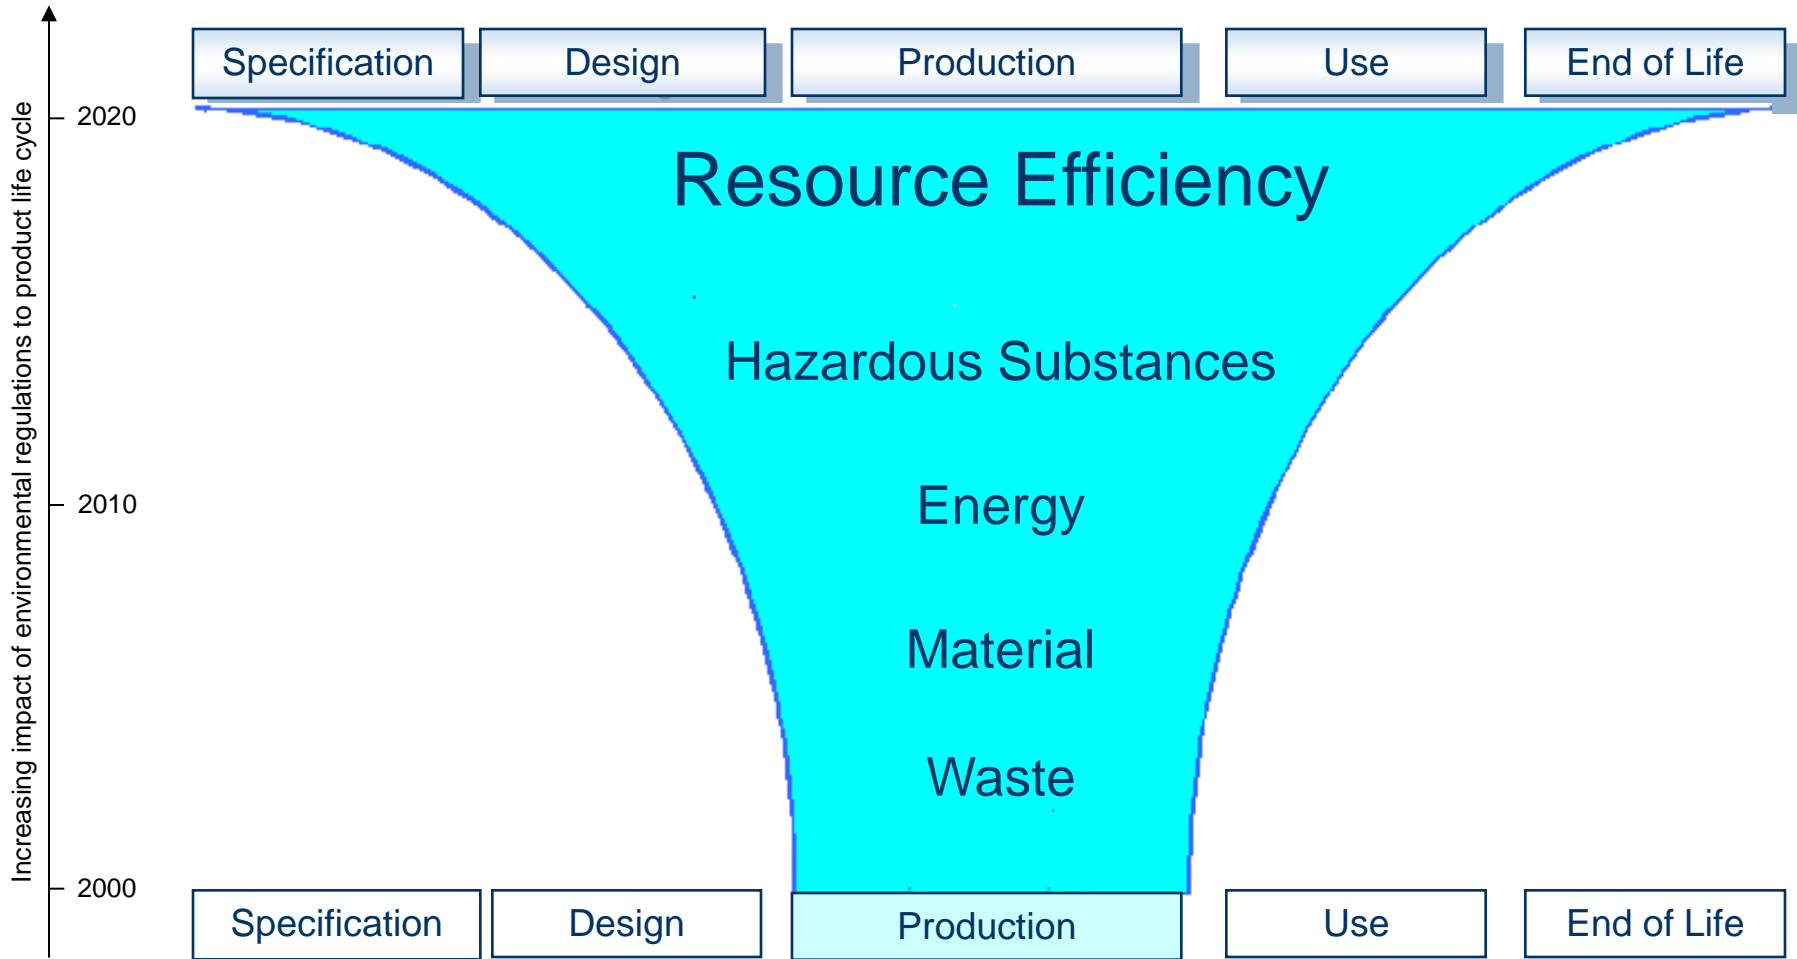 Specification
Design
Production
Use
End of Life
Increasing impact of environmental regulations to product life cycle
2020
Resource Efficiency
Hazardous Substances
2010
Energy
Material
Waste
2000
Specification
Design
Production
Use
End of Life